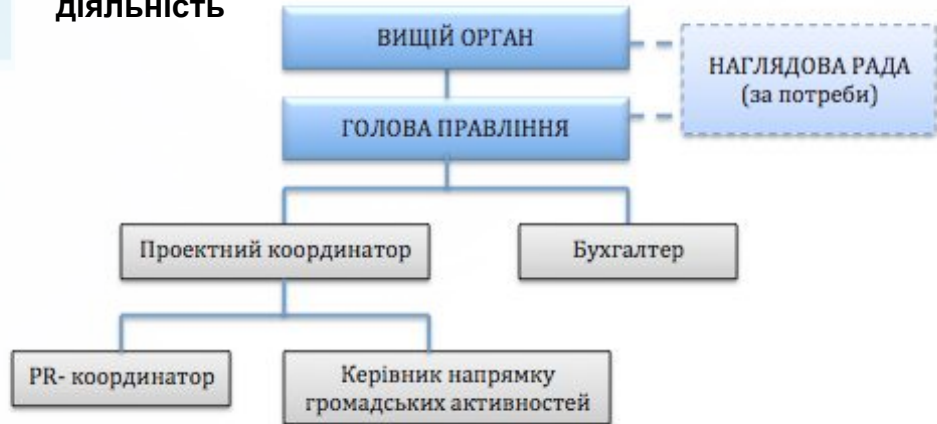 діяльність
ВИЩІЙ ОРГАН
НАГЛЯДОВА РАДА
(за потреби)
ГОЛОВА ПРАВЛІННЯ
Проектний координатор
Бухгалтер
PR- координатор
Керівник напрямку
громадських активностей